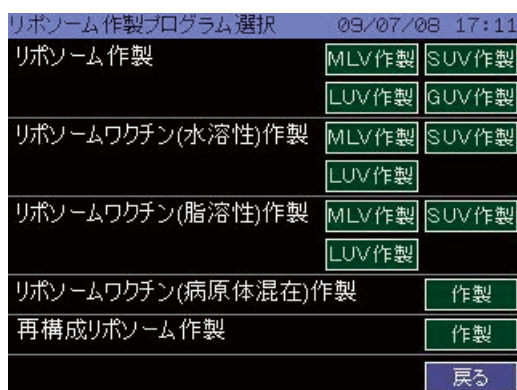 リポソーム作製プログラム選択 09/07/08 17:11
リポソーム作製 MLV作製 SUV作製
LUV作製 GUV作製
リポソームワクチン(水溶性)作製 MLV作製 SUV作製
LUV作製
リポソームワクチン(脂溶性)作製 MLV作製 SUV作製
LUV作製
リポソームワクチン(病原体混在)作製 作製
再構成リポソーム作製 作製
戻る